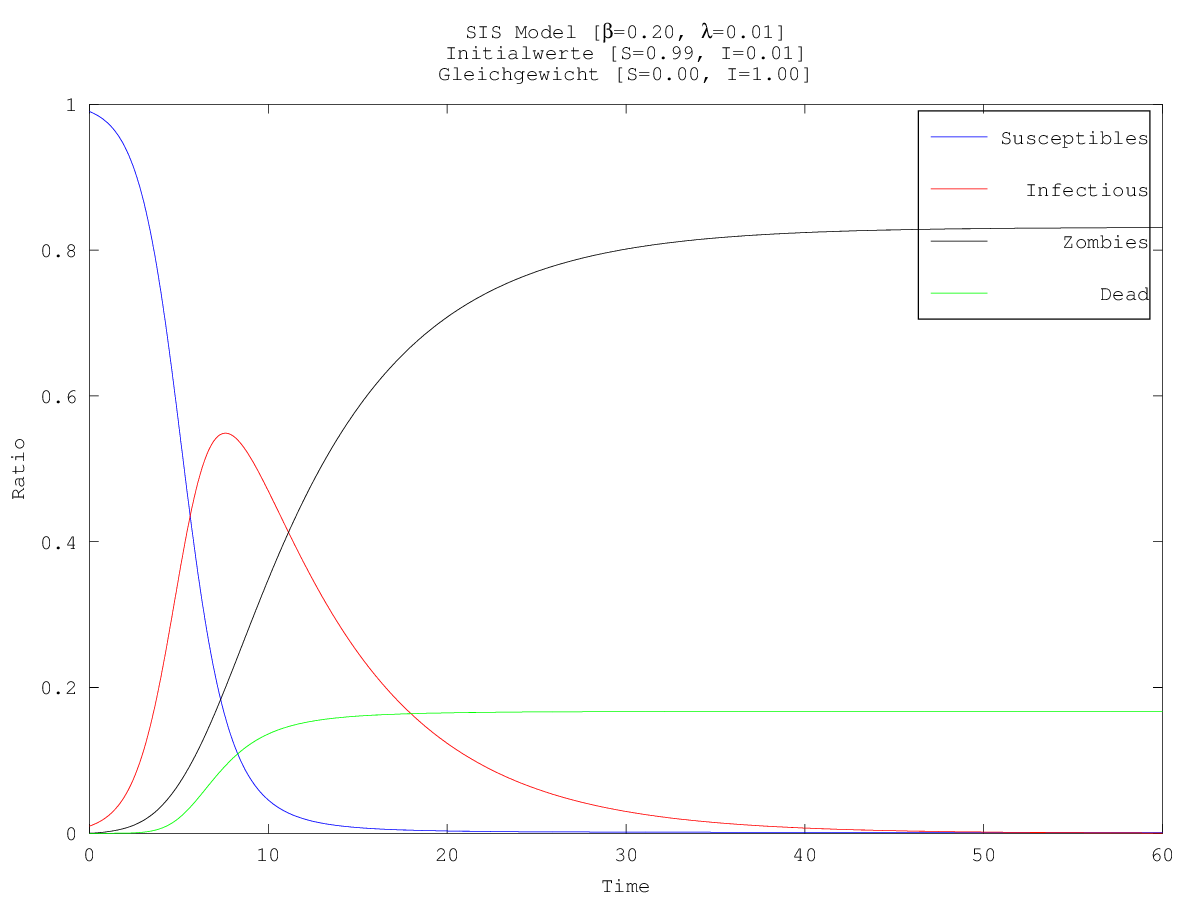 SIS Model [β=0.20, λ=0.01]
Initialwerte [S=0.99, I=0.01]
Gleichgewicht [S=0.00, I=1.00]
1
0.8
0.6
0.4
0.2
0
Ratio
Susceptibles
Infectious
Zombies
Dead
0 10 20 30 40 50 60
Time